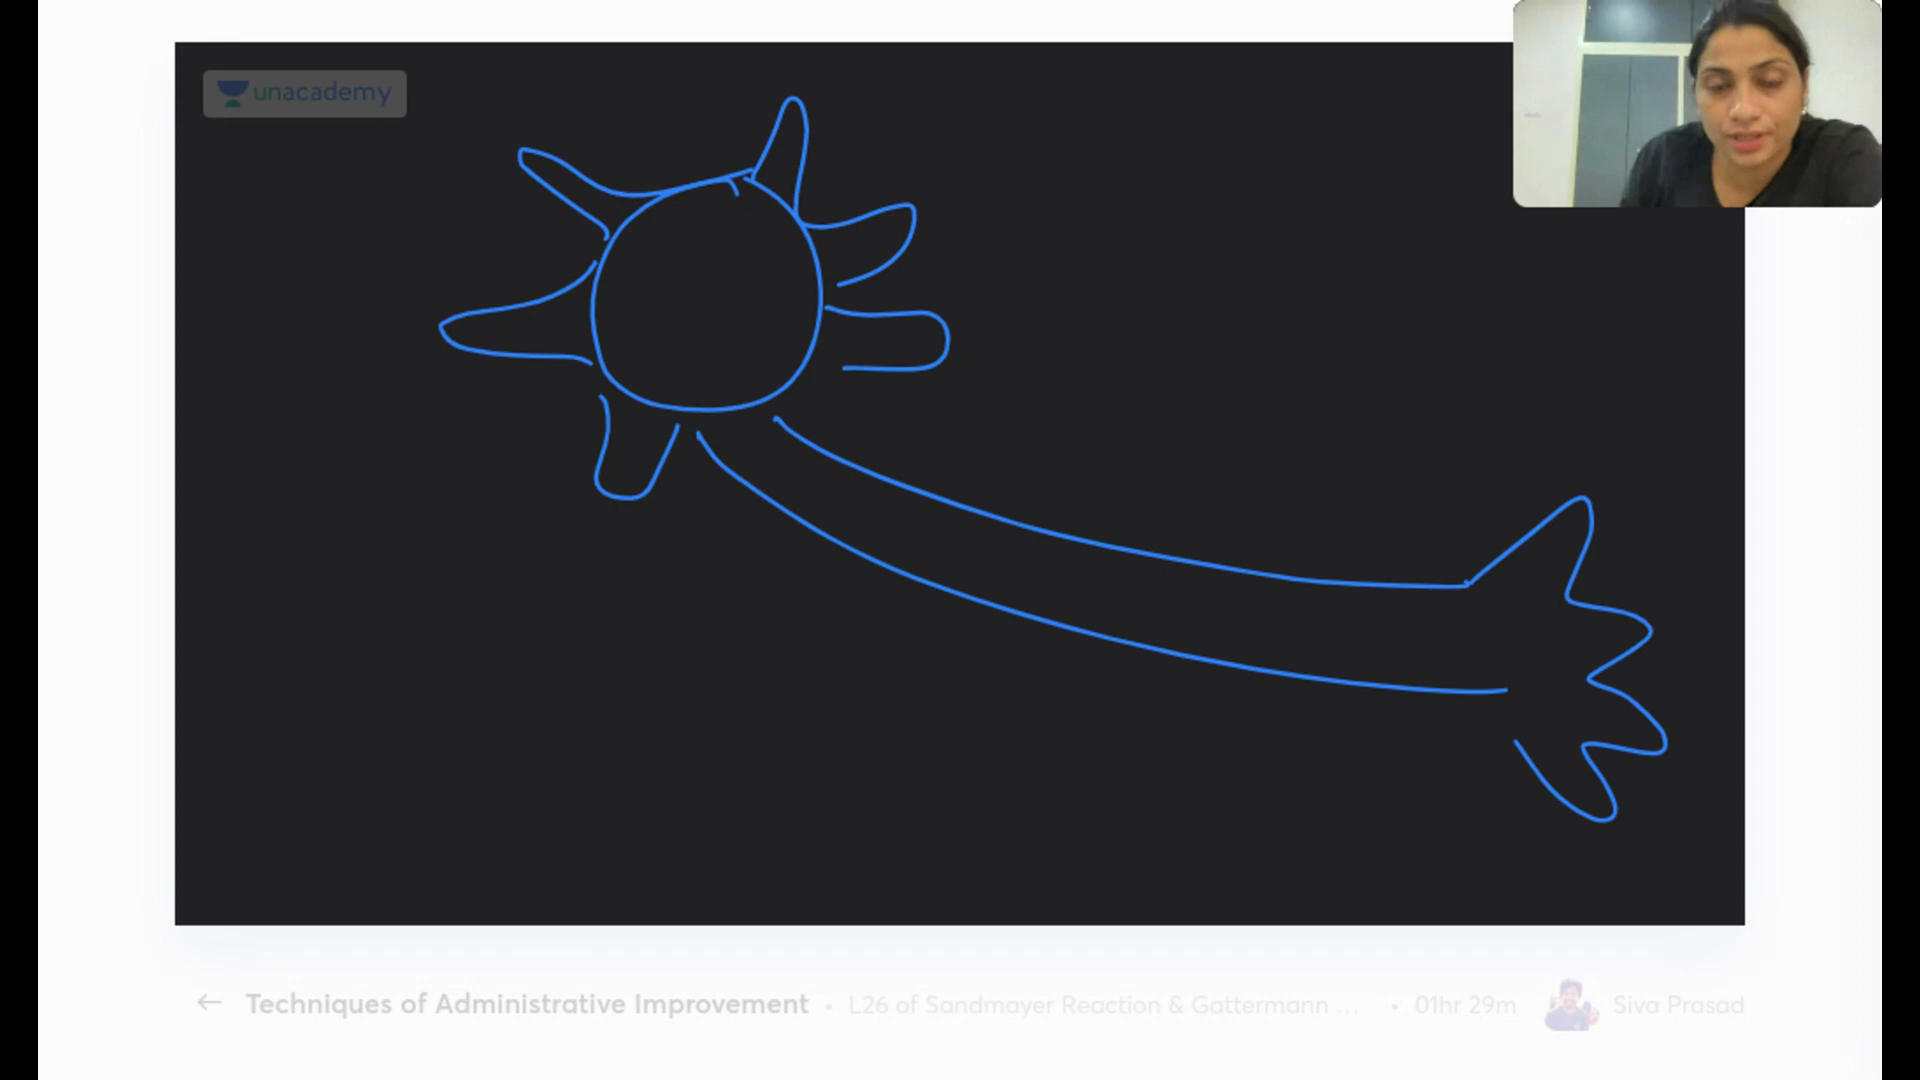 unacademy
Techniques of Administrative Improvement • L26 of Sandmayer Reaction & Gattermann ... • 01hr 29m Siva Prasad